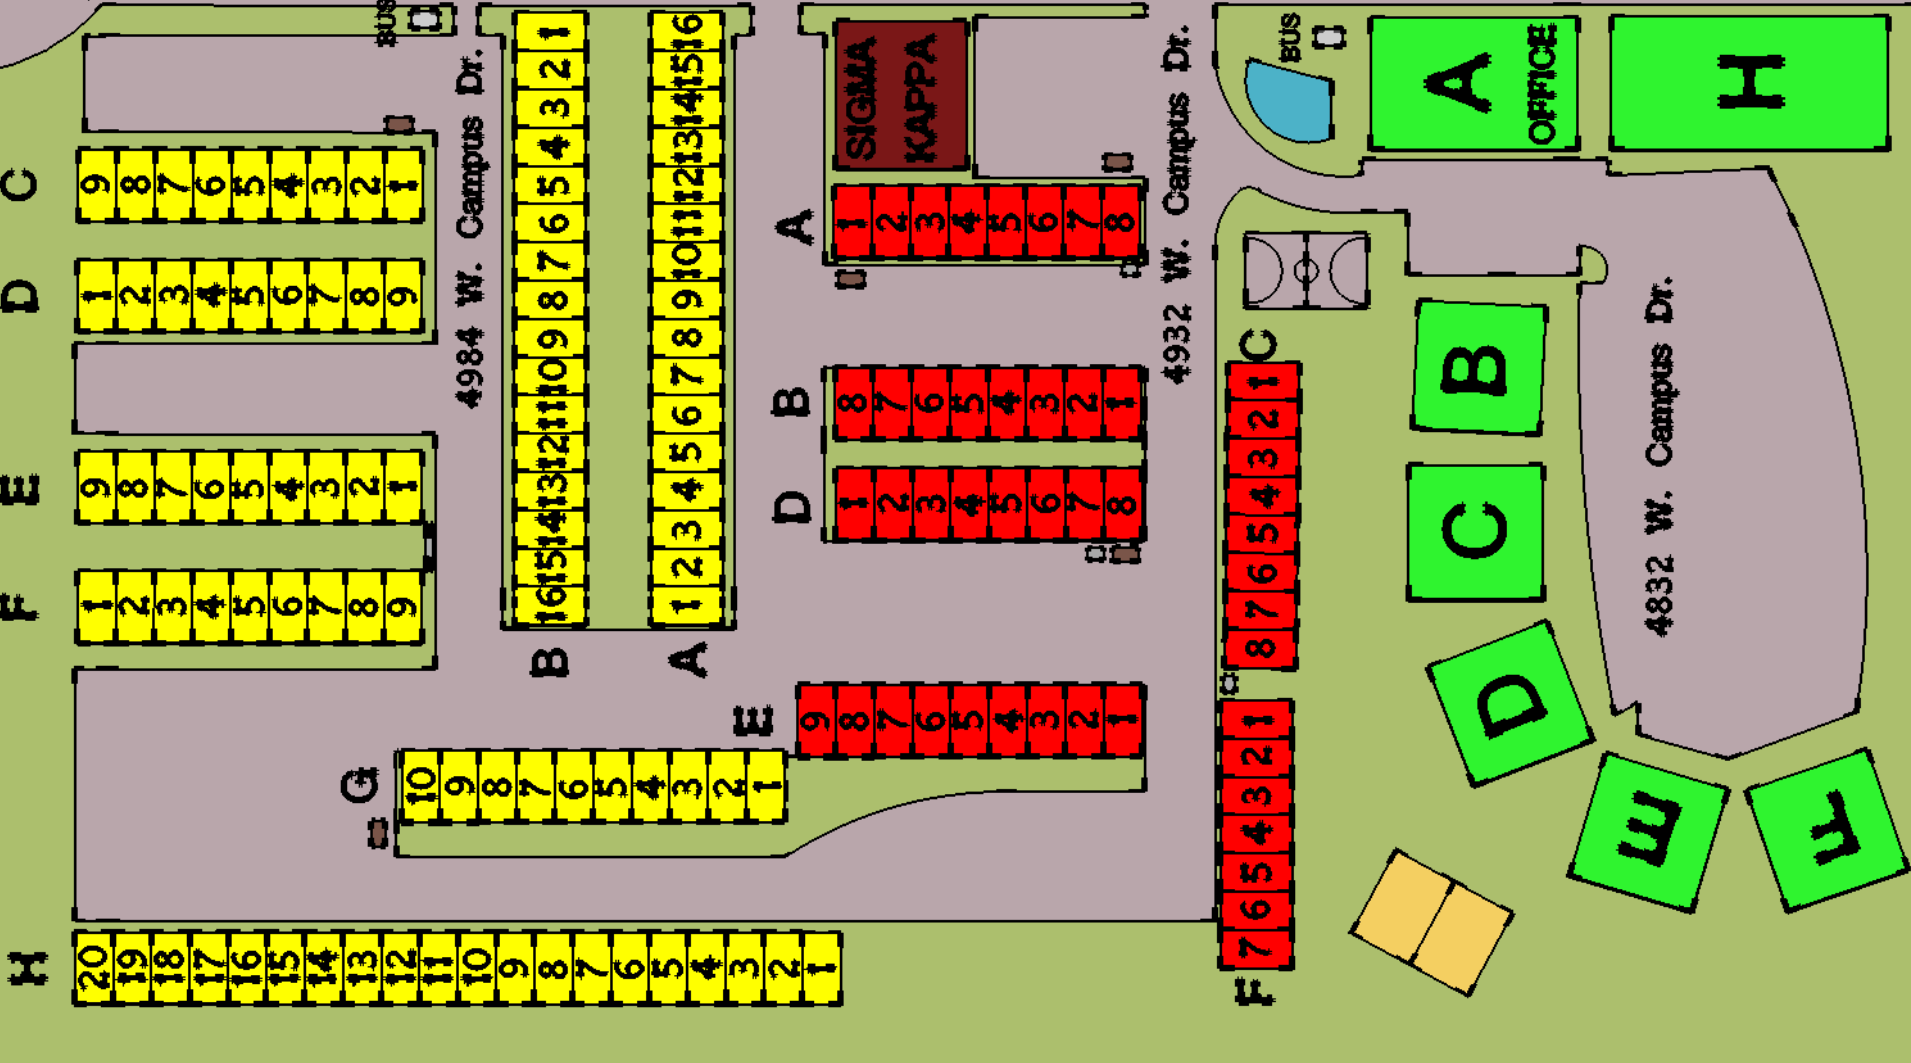 BUS
C
9 8 7 6 5 4 3 2 1
D
1 2 3 4 5 6 7 8 9
E
9 8 7 6 5 4 3 2 1
F
1 2 3 4 5 6 7 8 9
4984 W. Campus Dr.
1 2 3 4 5 6 7 8 9 10 11 12 13 14 15 16
B
16 15 14 13 12 11 10 9 8 7 6 5 4 3 2 1
A
G
10 9 8 7 6 5 4 3 2 1
H
20 19 18 17 16 15 14 13 12 11 10 9 8 7 6 5 4 3 2 1
SIGMA
KAPPA
A
1 2 3 4 5 6 7 8
B
8 7 6 5 4 3 2 1
D
1 2 3 4 5 6 7 8
E
9 8 7 6 5 4 3 2 1
4932 W. Campus Dr.
C
1 2 3 4 5 6 7 8
1 2 3 4 5 6 7
F
BUS
A
OFFICE
H
B
C
D
E
F
4832 W. Campus Dr.